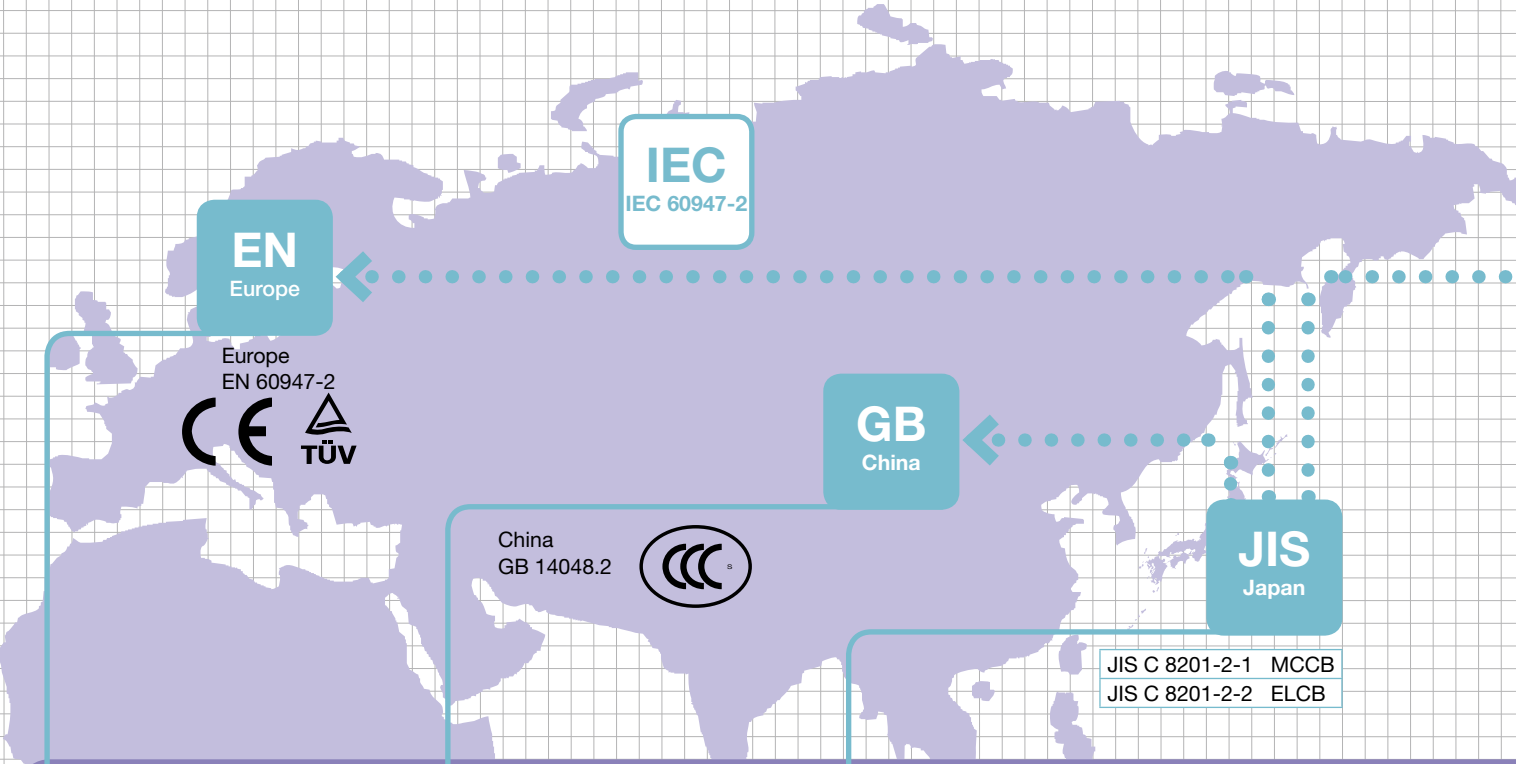 IEC
IEC 60947-2
EN
Europe
Europe
EN 60947-2
CE
TÜV
GB
China
China
GB 14048.2
CCC
S
JIS
Japan
JIS C 8201-2-1 MCCB
JIS C 8201-2-2 ELCB